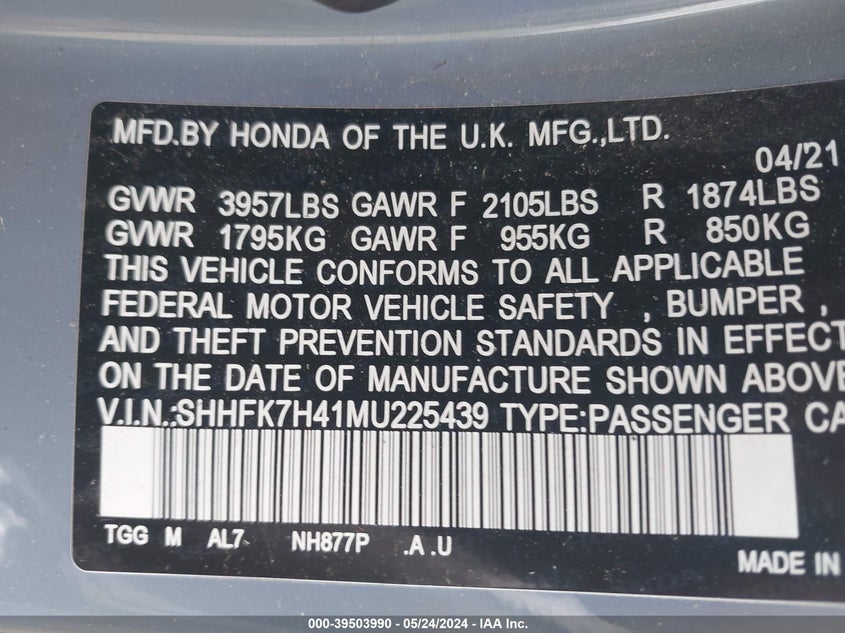 MFD.BY HONDA OF THE U.K. MFG.,LTD.
04/21
GVWR 3957LBS GAWR F 2105LBS R 1874LBS
GVWR 1795KG GAWR F 955KG R 850KG
THIS VEHICLE CONFORMS TO ALL APPLICABLE
FEDERAL MOTOR VEHICLE SAFETY , BUMPER ,
AND THEFT PREVENTION STANDARDS IN EFFECT
ON THE DATE OF MANUFACTURE SHOWN ABOVE
V.I.N.:SHHFK7H41MU225439 TYPE:PASSENGER CA
TGG M AL7 NH877P .A .U
MADE IN
000-39503990 - 05/24/2024 - IAA Inc.